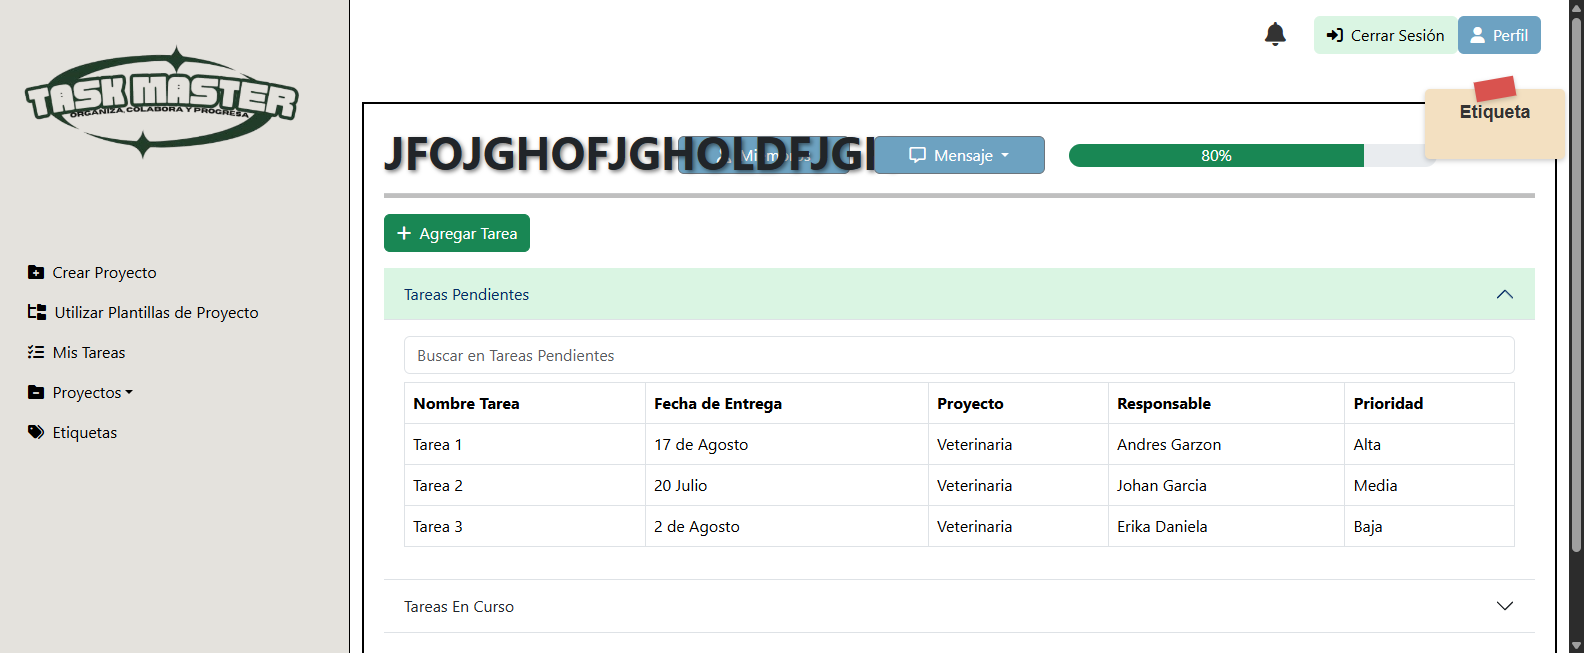 TASK MASTER
ORGANIZA, COLABORA Y PROGRESA
Crear Proyecto
Utilizar Plantillas de Proyecto
Mis Tareas
Proyectos
Etiquetas
Cerrar Sesión
Perfil
Etiqueta
JFOJGHOFJGHOLDFJGI
Miembros
Mensaje
80%
Agregar Tarea
Tareas Pendientes
Buscar en Tareas Pendientes
Nombre Tarea Fecha de Entrega Proyecto Responsable Prioridad
Tarea 1 17 de Agosto Veterinaria Andres Garzon Alta
Tarea 2 20 Julio Veterinaria Johan Garcia Media
Tarea 3 2 de Agosto Veterinaria Erika Daniela Baja
Tareas En Curso